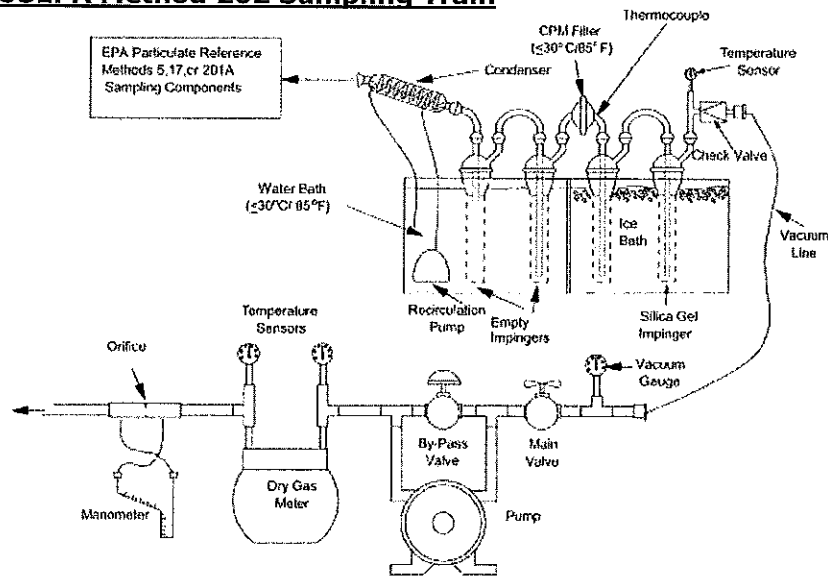 USEPA Method 202 Sampling Train
EPA Particulate Reference
Methods 5,17,or 201A
Sampling Components
Condenser
CPM Filter
(≤30°C/85°F)
Thermocouple
Temperature
Sensor
Check Valve
Water Bath
(≤30°C/85°F)
Ice
Bath
Vacuum
Line
Recirculation
Pump
Empty
Impingers
Silica Gel
Impinger
Temperature
Sensors
Orifice
Vacuum
Gauge
By-Pass
Valve
Main
Valve
Dry Gas
Meter
Manometer
Pump